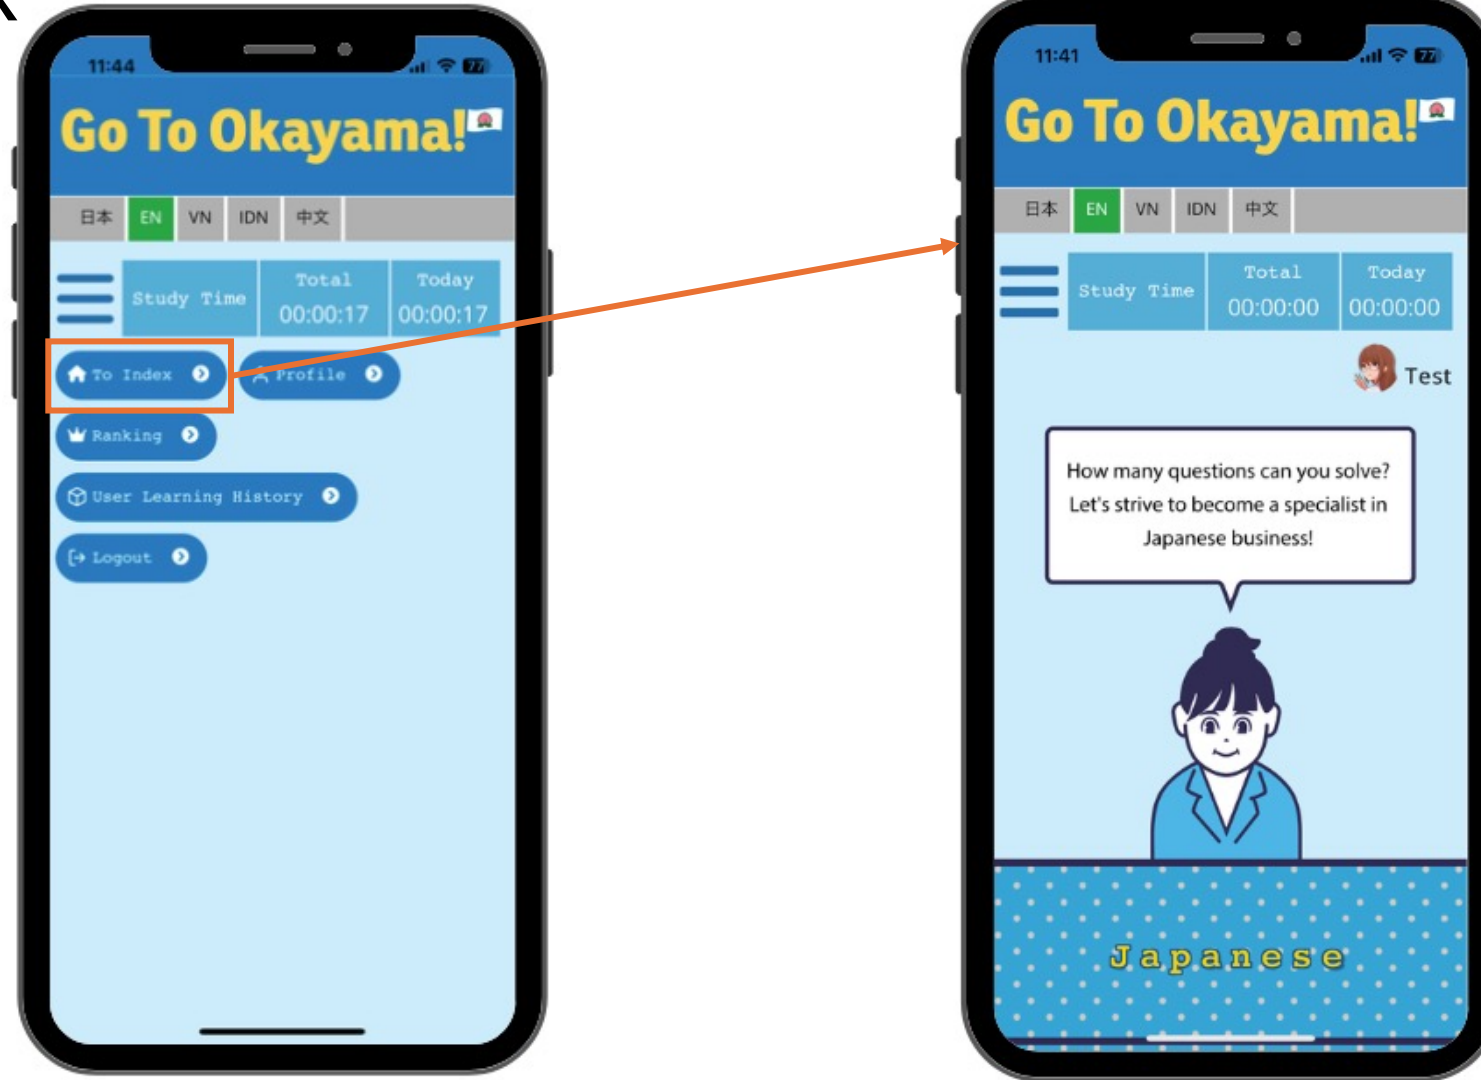 11:44
77
Go To Okayama!
日本 EN VN IDN 中文
Study Time
Total
00:00:17
Today
00:00:17
To Index
Profile
Ranking
User Learning History
Logout
11:41
77
Go To Okayama!
日本 EN VN IDN 中文
Study Time
Total
00:00:00
Today
00:00:00
Test
How many questions can you solve?
Let's strive to become a specialist in
Japanese business!
Japanese